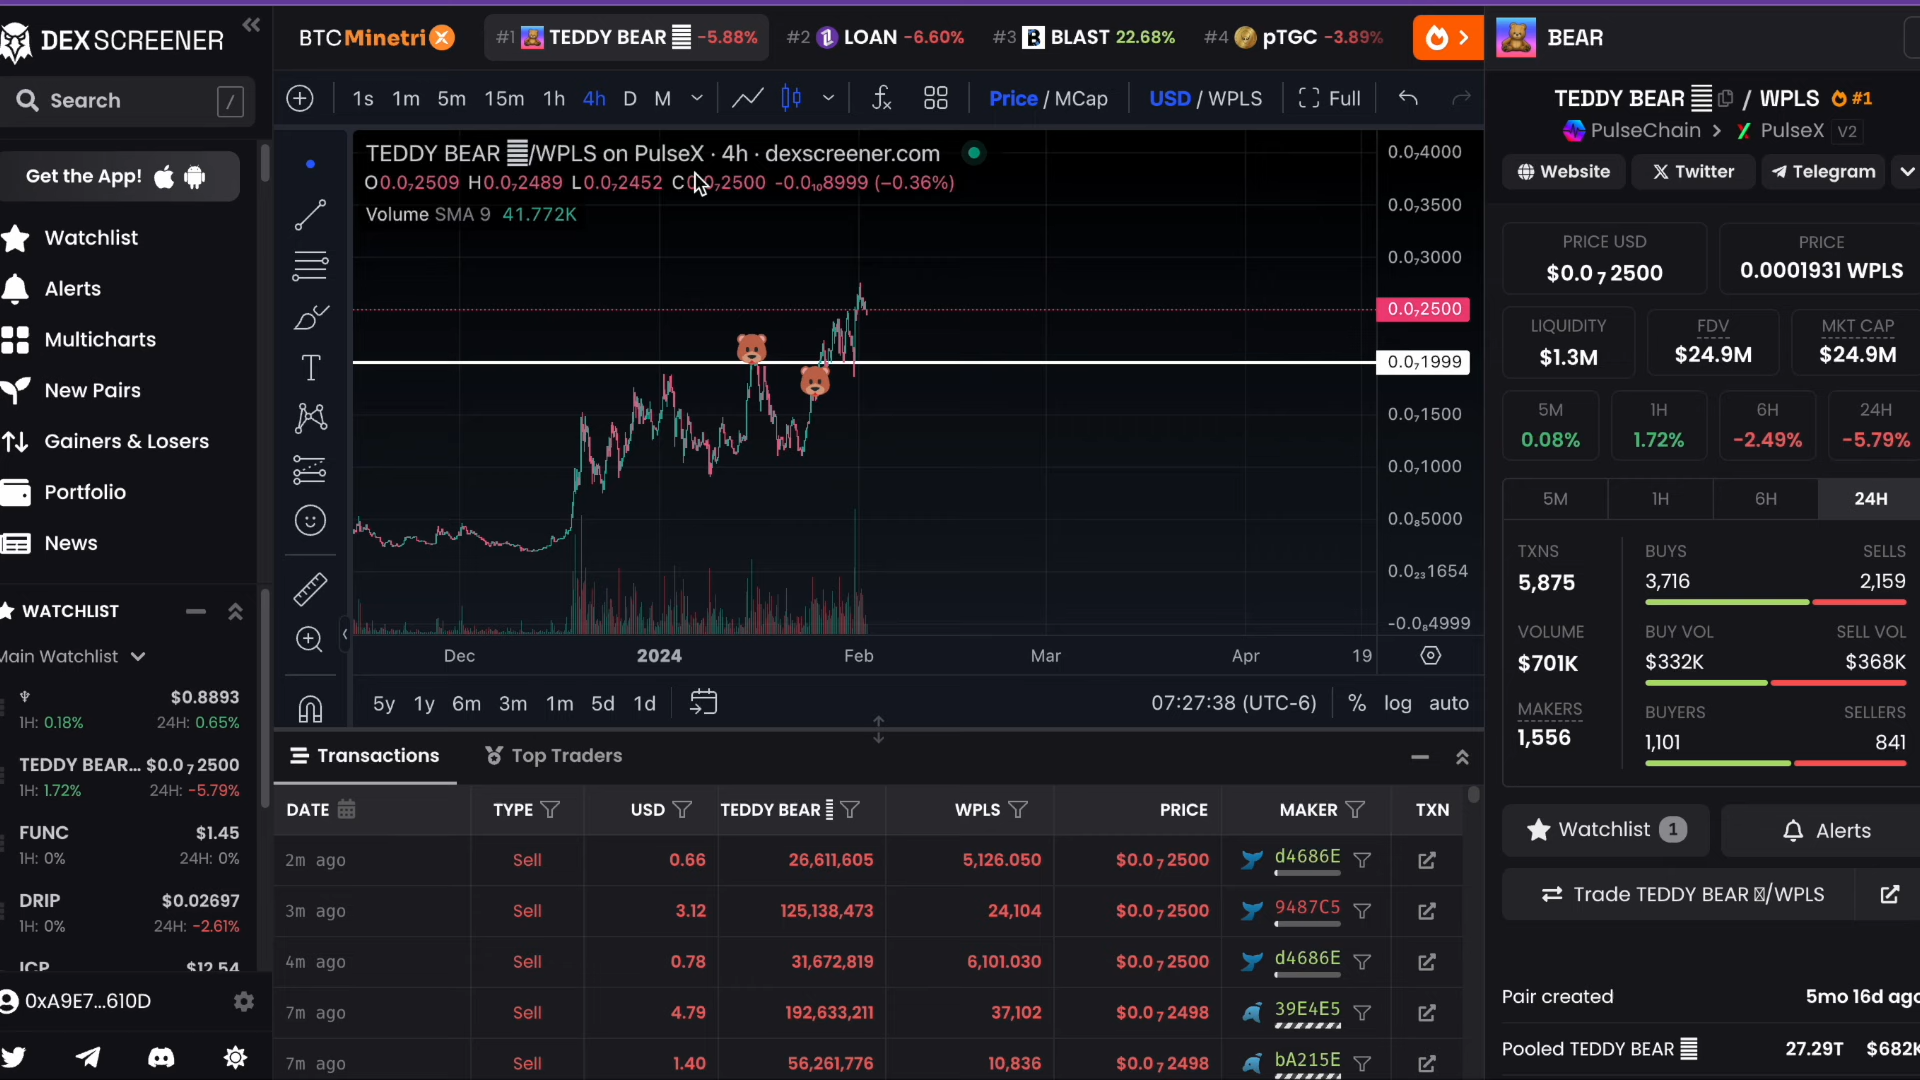 DEX SCREENER
Search /
Get the App!
Watchlist
Alerts
Multicharts
New Pairs
Gainers & Losers
Portfolio
News
WATCHLIST
Main Watchlist
$0.8893
1H: 0.18% 24H: 0.65%
TEDDY BEAR... $0.0₇2500
1H: 1.72% 24H: -5.79%
FUNC $1.45
1H: 0% 24H: 0%
DRIP $0.02697
1H: 0% 24H: -2.61%
ICP $12.54
0xA9E7...610D
BTCMinetrix
#1 TEDDY BEAR -5.88% #2 LOAN -6.60% #3 BLAST 22.68% #4 pTGC -3.89%
1s 1m 5m 15m 1h 4h D M Price / MCap USD / WPLS Full
TEDDY BEAR /WPLS on PulseX · 4h · dexscreener.com
O0.0₇2509 H0.0₇2489 L0.0₇2452 C0.0₇2500 -0.0₁₀8999 (−0.36%)
Volume SMA 9 41.772K
0.0₇4000
0.0₇3500
0.0₇3000
0.0₇2500
0.0₇1999
0.0₇1500
0.0₇1000
0.0₈5000
0.0₂₃1654
-0.0₈4999
Dec 2024 Feb Mar Apr 19
5y 1y 6m 3m 1m 5d 1d 07:27:38 (UTC-6) % log auto
Transactions Top Traders
DATE TYPE USD TEDDY BEAR WPLS PRICE MAKER TXN
2m ago Sell 0.66 26,611,605 5,126.050 $0.0₇2500 d4686E
3m ago Sell 3.12 125,138,473 24,104 $0.0₇2500 9487C5
4m ago Sell 0.78 31,672,819 6,101.030 $0.0₇2500 d4686E
7m ago Sell 4.79 192,633,211 37,102 $0.0₇2498 39E4E5
7m ago Sell 1.40 56,261,776 10,836 $0.0₇2498 bA215E
BEAR
TEDDY BEAR / WPLS #1
PulseChain > PulseX V2
Website Twitter Telegram
PRICE USD PRICE
$0.0₇2500 0.0001931 WPLS
LIQUIDITY FDV MKT CAP
$1.3M $24.9M $24.9M
5M 1H 6H 24H
0.08% 1.72% -2.49% -5.79%
5M 1H 6H 24H
TXNS BUYS SELLS
5,875 3,716 2,159
VOLUME BUY VOL SELL VOL
$701K $332K $368K
MAKERS BUYERS SELLERS
1,556 1,101 841
Watchlist 1 Alerts
Trade TEDDY BEAR /WPLS
Pair created 5mo 16d ago
Pooled TEDDY BEAR 27.29T $682K